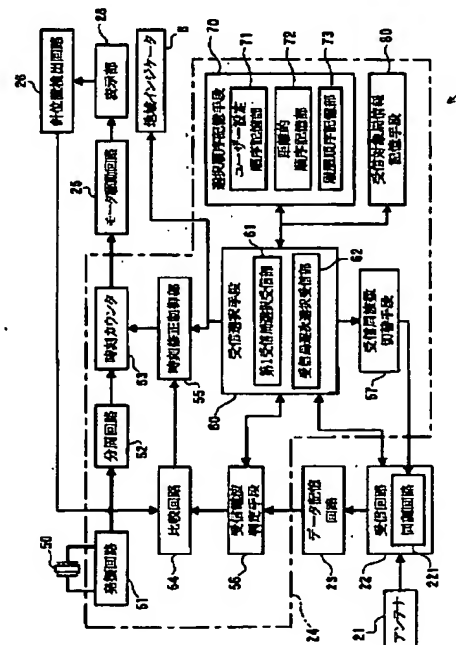 50
発振回路
51
分周回路
52
時刻カウンタ
53
モータ駆動回路
25
表示部
28
針位置検出回路
26
比較回路
54
時刻修正制御部
55
地域インジケータ
8
受信電波
判定手段
56
受信選択手段
60
第1受信局選択受信部
61
受信局順次選択受信部
62
選択順序記憶手段
70
ユーザー設定
順序記憶部
71
距離的
順序記憶部
72
履歴順序記憶部
73
24
データ記憶
回路
23
受信周波数
切替手段
57
受信対象局情報
記憶手段
80
アンテナ
21
受信回路
22
同調回路
221